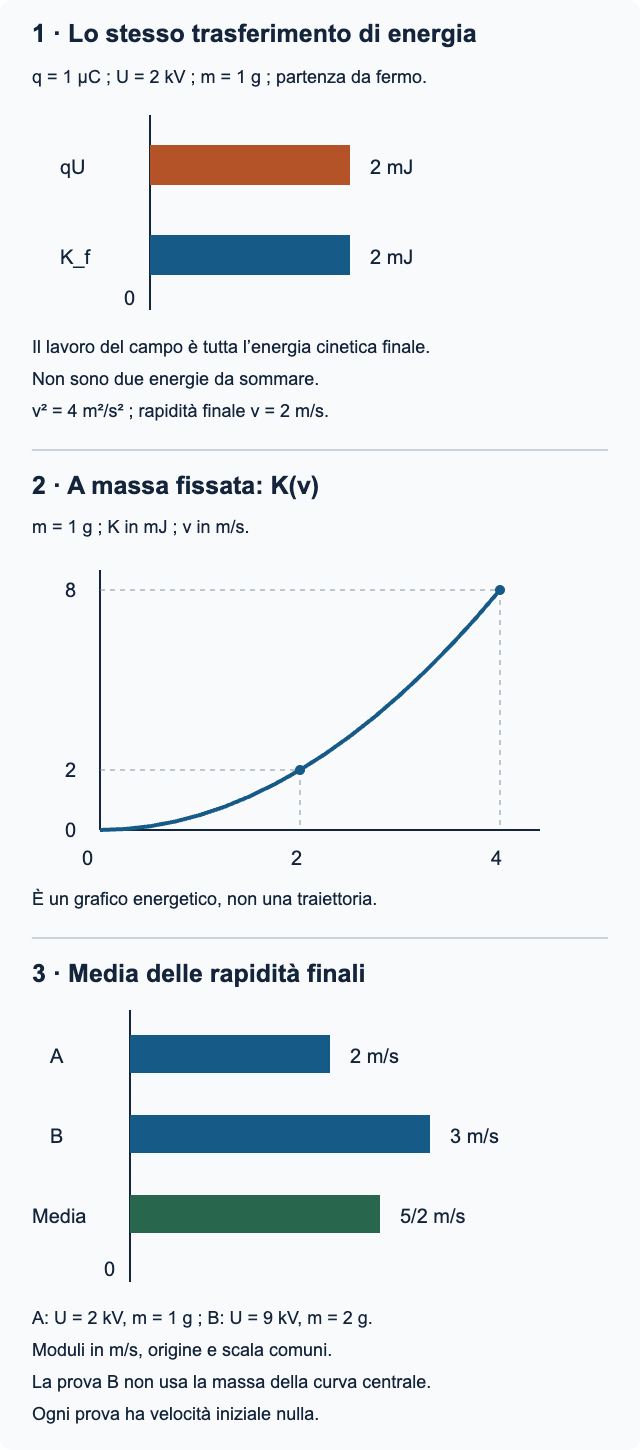 1 · Lo stesso trasferimento di energia
q = 1 µC ; U = 2 kV ; m = 1 g ; partenza da fermo.
qU 2 mJ
K_f 2 mJ
0
Il lavoro del campo è tutta l’energia cinetica finale.
Non sono due energie da sommare.
v² = 4 m²/s² ; rapidità finale v = 2 m/s.
2 · A massa fissata: K(v)
m = 1 g ; K in mJ ; v in m/s.
8
2
0
0 2 4
È un grafico energetico, non una traiettoria.
3 · Media delle rapidità finali
A 2 m/s
B 3 m/s
Media 5/2 m/s
0
A: U = 2 kV, m = 1 g ; B: U = 9 kV, m = 2 g.
Moduli in m/s, origine e scala comuni.
La prova B non usa la massa della curva centrale.
Ogni prova ha velocità iniziale nulla.